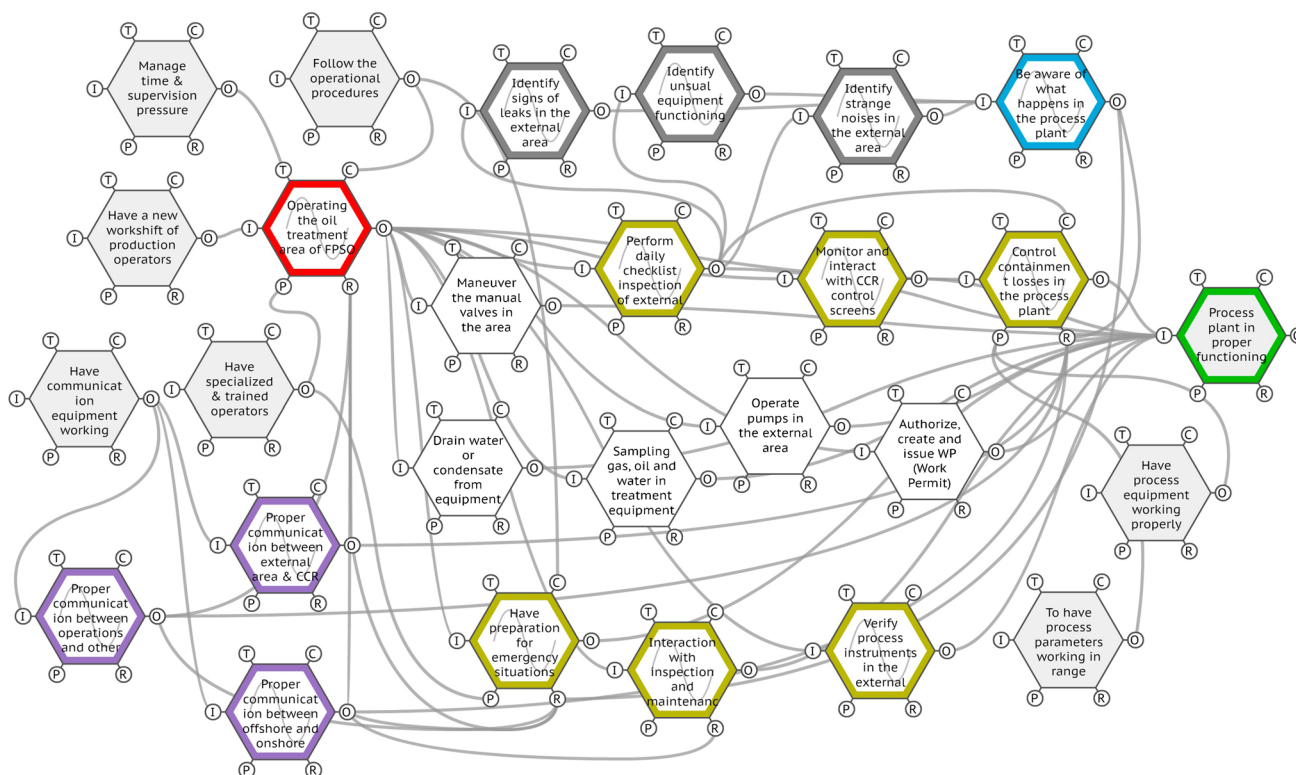 T C
Manage
time &
supervision
pressure
I O
P R
T C
Follow the
operational
procedures
I O
P R
T C
Identify
signs of
leaks in the
external
area
I O
P R
T C
Identify
unusual
equipment
functioning
I O
P R
T C
Identify
strange
noises in
the external
area
I O
P R
T C
Be aware of
what
happens in
the process
plant
I O
P R
T C
Have a new
workshift of
production
operators
I O
P R
T C
Operating
the oil
treatment
area of FPSO
I O
P R
T C
Maneuver
the manual
valves in
the area
I O
P R
T C
Perform
daily
checklist
inspection
of external
I O
P R
T C
Monitor and
interact
with CCR
control
screens
I O
P R
T C
Control
containmen
t losses in
the process
plant
I O
P R
T C
Process
plant in
proper
functioning
I O
P R
T C
Have
communicat
ion
equipment
working
I O
P R
T C
Have
specialized
& trained
operators
I O
P R
T C
Drain water
or
condensate
from
equipment
I O
P R
T C
Sampling
gas, oil and
water in
treatment
equipment
I O
P R
T C
Operate
pumps in
the external
area
I O
P R
T C
Authorize,
create and
issue WP
(Work
Permit)
I O
P R
T C
Have
process
equipment
working
properly
I O
P R
T C
Proper
communicat
ion between
external
area & CCR
I O
P R
T C
Proper
communicat
ion between
operations
and other
I O
P R
T C
Proper
communicat
ion between
offshore and
onshore
I O
P R
T C
Have
preparation
for
emergency
situations
I O
P R
T C
Interaction
with
inspection
and
maintenanc
I O
P R
T C
Verify
process
instruments
in the
external
I O
P R
T C
To have
process
parameters
working in
range
I O
P R